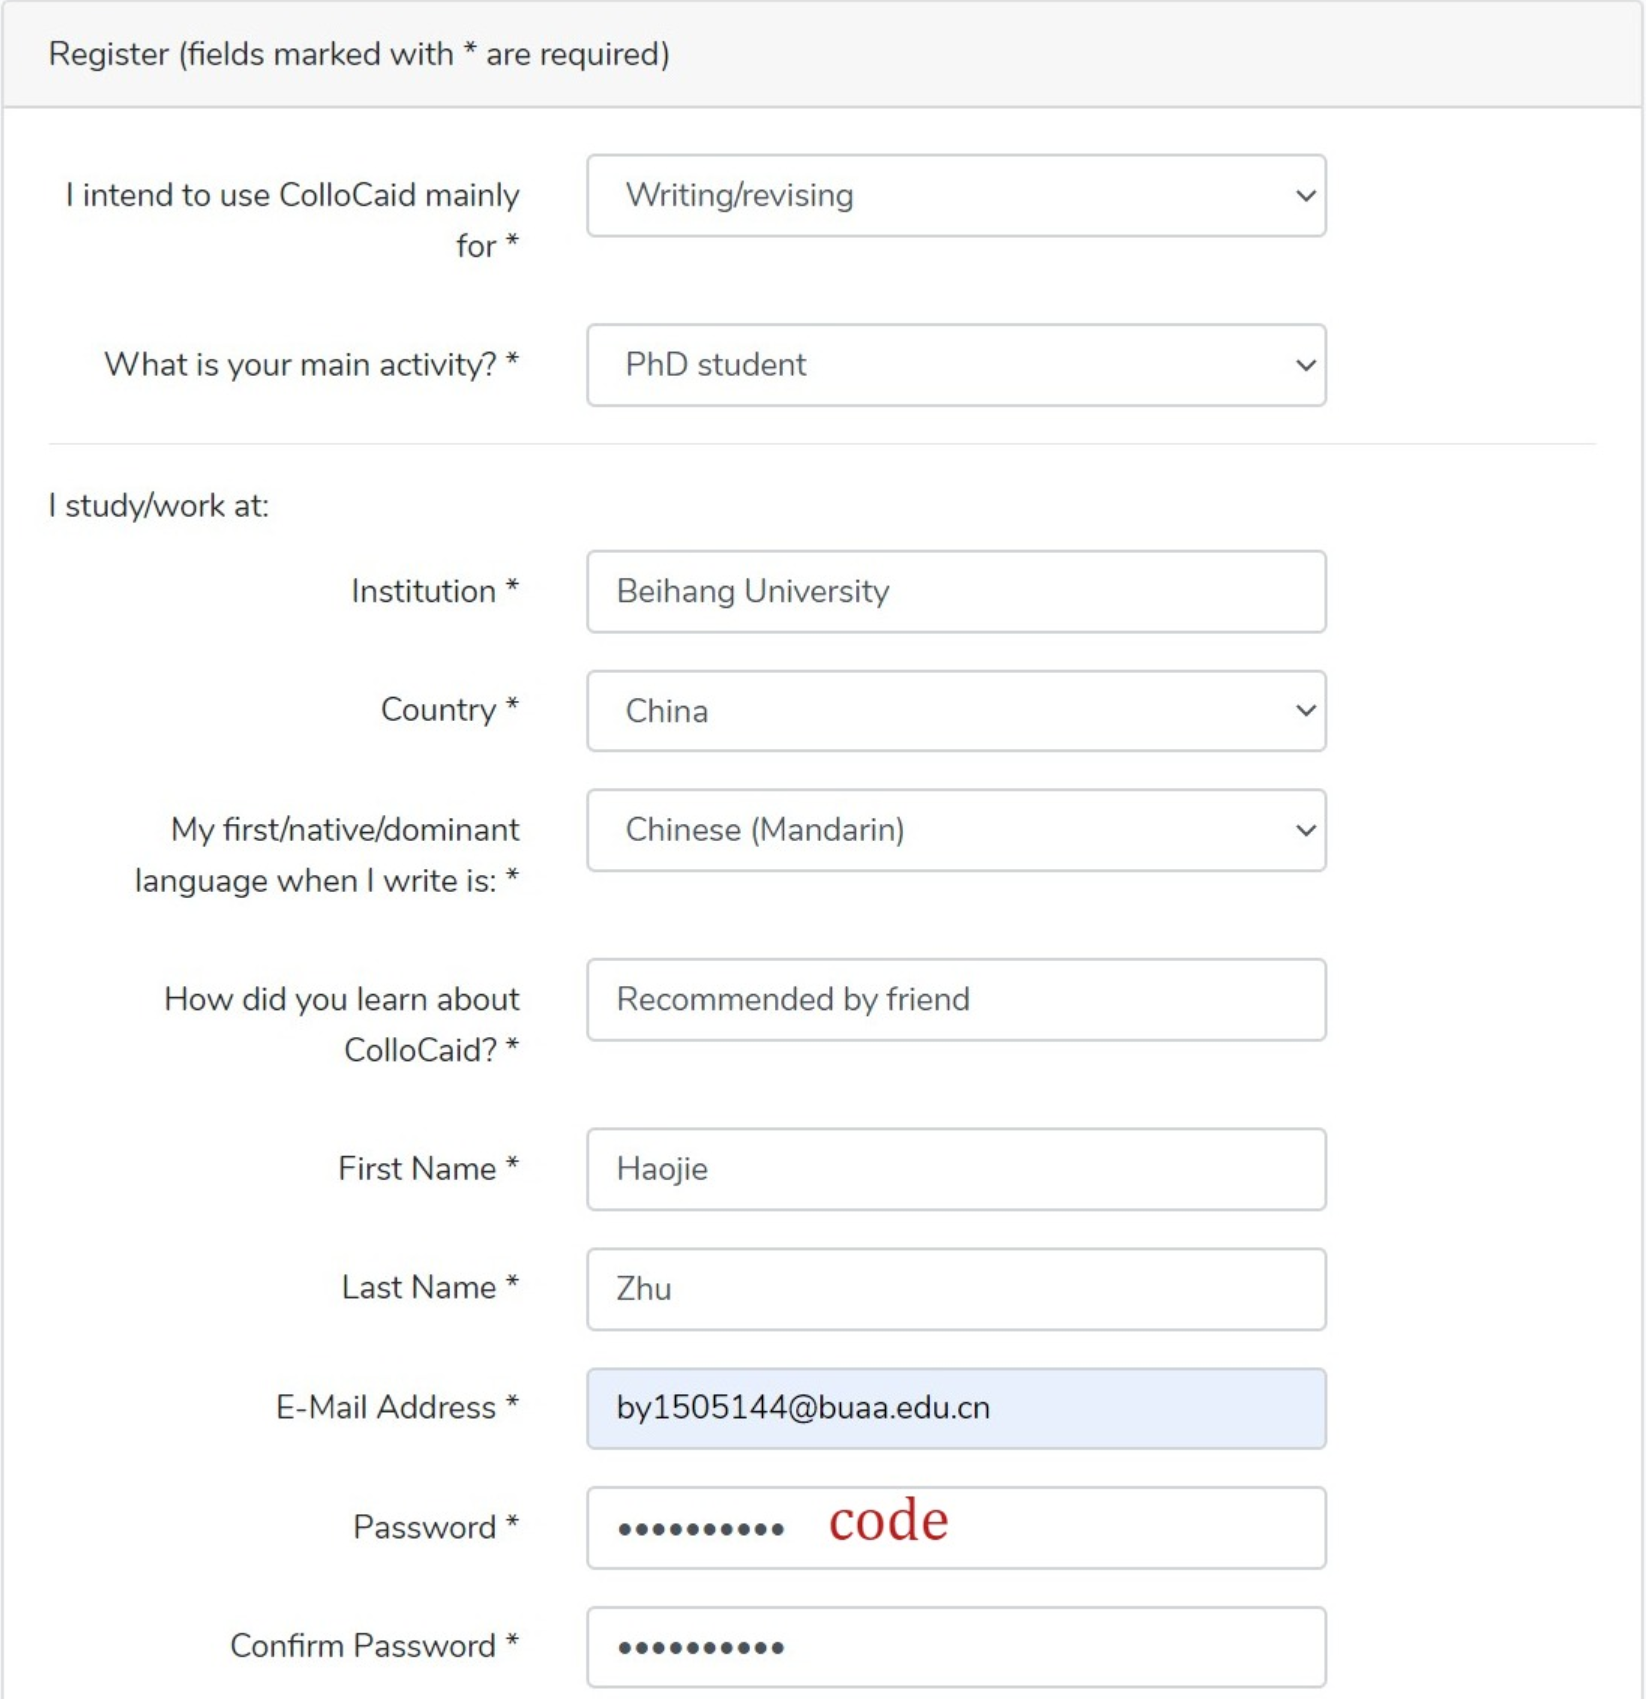 Register (fields marked with * are required)
I intend to use ColloCaid mainly
for *
Writing/revising
What is your main activity? *
PhD student
I study/work at:
Institution *
Beihang University
Country *
China
My first/native/dominant
language when I write is: *
Chinese (Mandarin)
How did you learn about
ColloCaid? *
Recommended by friend
First Name *
Haojie
Last Name *
Zhu
E-Mail Address *
by1505144@buaa.edu.cn
Password *
•••••••••• code
Confirm Password *
••••••••••